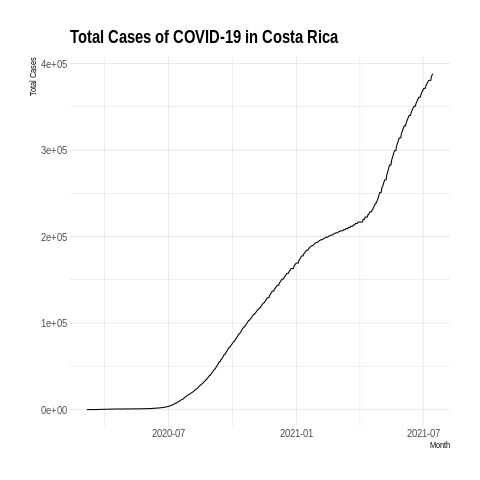 Total Cases of COVID-19 in Costa Rica
Total Cases
4e+05
3e+05
2e+05
1e+05
0e+00
2020-07
2021-01
2021-07
Month